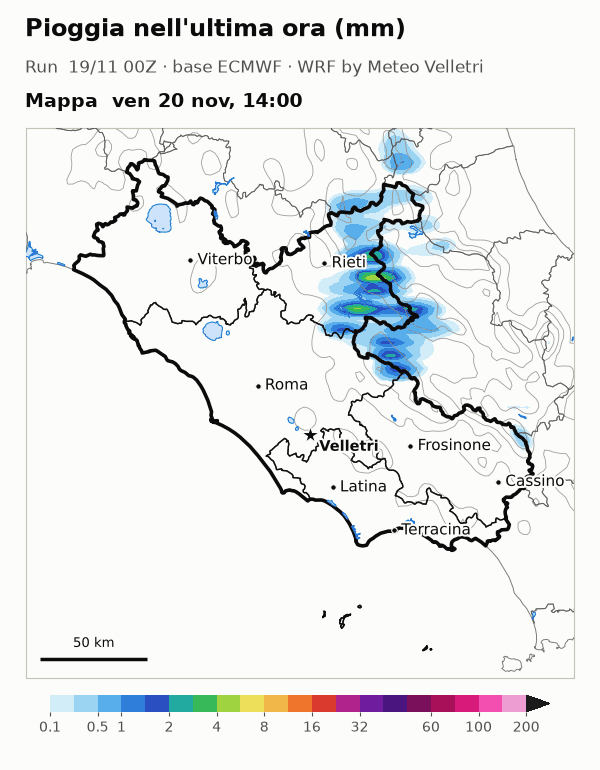 Pioggia nell'ultima ora (mm)
Run  19/11 00Z · base ECMWF · WRF by Meteo Velletri
Mappa  ven 20 nov, 14:00
Viterbo
Rieti
Roma
Velletri
Frosinone
Latina
Cassino
Terracina
50 km
0.1 0.5 1 2 4 8 16 32 60 100 200